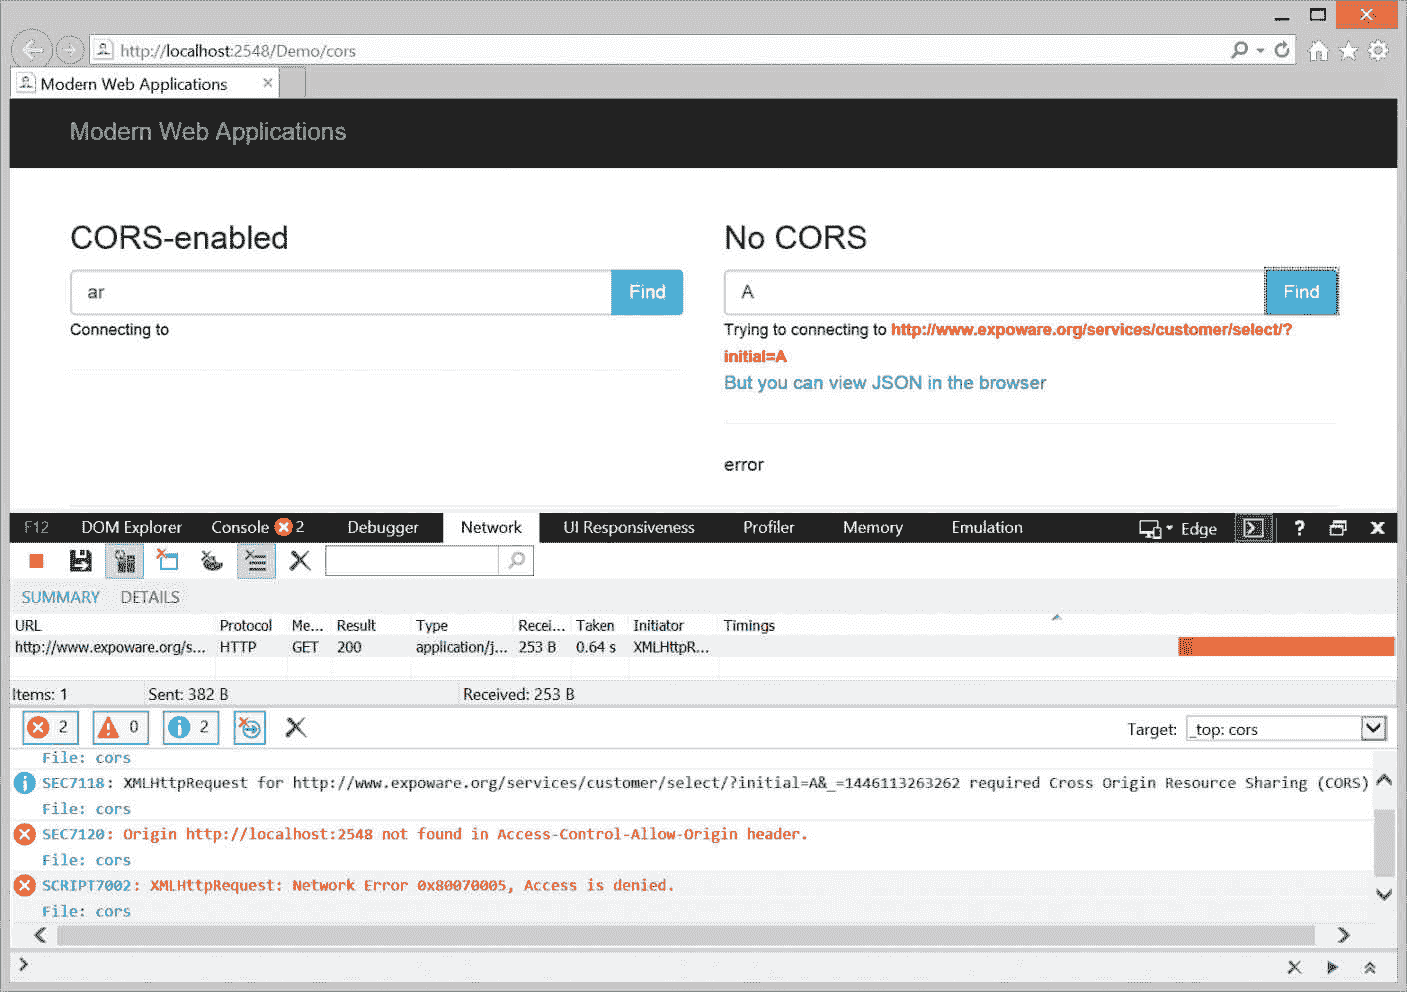 http://localhost:2548/Demo/cors
Modern Web Applications
Modern Web Applications
CORS-enabled
ar
Find
Connecting to
No CORS
A
Find
Trying to connecting to http://www.expoware.org/services/customer/select/?
initial=A
But you can view JSON in the browser
error
F12 DOM Explorer Console 2 Debugger Network UI Responsiveness Profiler Memory Emulation Edge ?
SUMMARY DETAILS
URL Protocol Me... Result Type Recei... Taken Initiator Timings
http://www.expoware.org/s... HTTP GET 200 application/j... 253 B 0.64 s XMLHttpR...
Items: 1 Sent: 382 B Received: 253 B
2 0 2 Target: _top: cors
File: cors
SEC7118: XMLHttpRequest for http://www.expoware.org/services/customer/select/?initial=A&_=1446113263262 required Cross Origin Resource Sharing (CORS)
File: cors
SEC7120: Origin http://localhost:2548 not found in Access-Control-Allow-Origin header.
File: cors
SCRIPT7002: XMLHttpRequest: Network Error 0x80070005, Access is denied.
File: cors